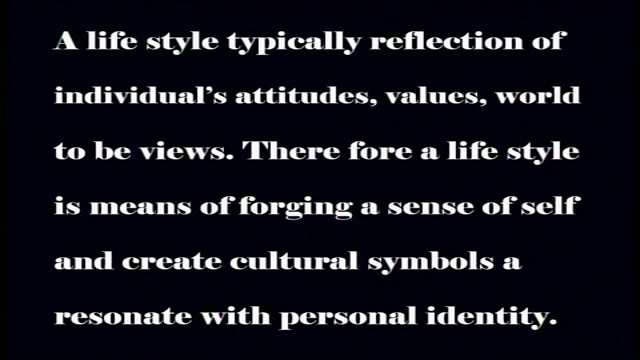 A life style typically reflection of
individual's attitudes, values, world
to be views. There fore a life style
is means of forging a sense of self
and create cultural symbols a
resonate with personal identity.